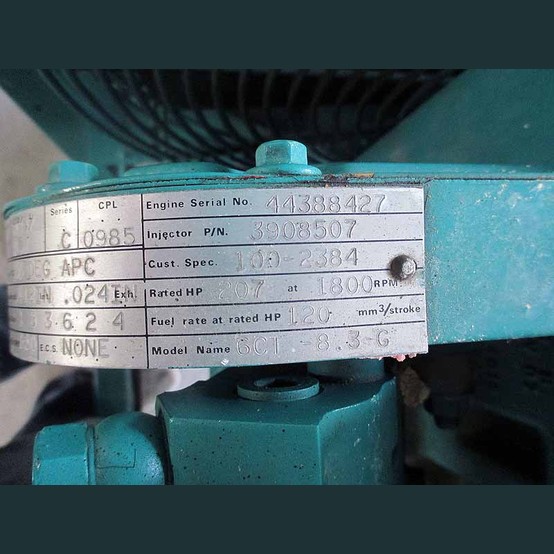 Series CPL Engine Serial No. 44388427
C 0985 Injector P/N. 3908507
DEG. APC Cust. Spec. 100-2384
.024IN Exh. Rated HP 207 at 1800 RPM
3 6 2 4 Fuel rate at rated HP 120 mm³/stroke
E.C.S. NONE Model Name 6CT -8.3-G